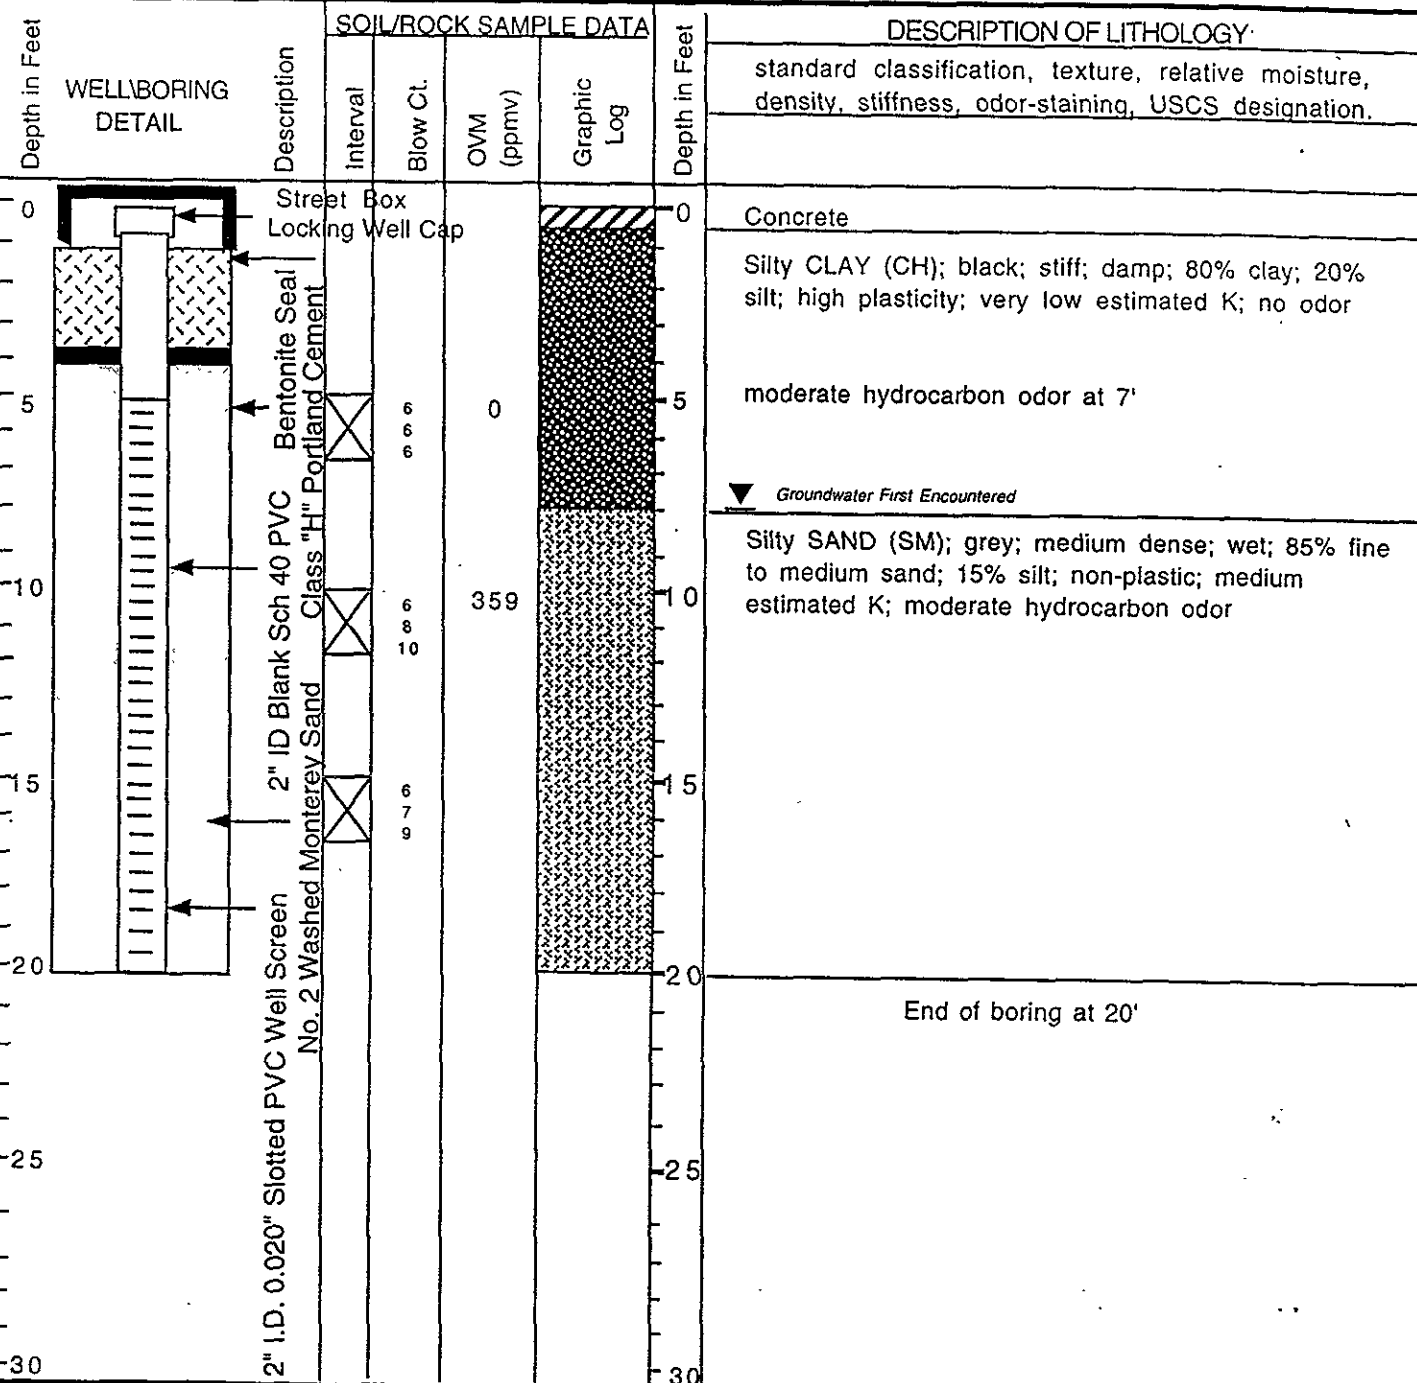 Depth in Feet
WELL\BORING
DETAIL
Description
SOIL/ROCK SAMPLE DATA
Interval
Blow Ct.
OVM
(ppmv)
Graphic
Log
Depth in Feet
DESCRIPTION OF LITHOLOGY
standard classification, texture, relative moisture,
density, stiffness, odor-staining, USCS designation.
0
5
10
15
20
25
30
Street Box
Locking Well Cap
Bentonite Seal
Class "H" Portland Cement
2" ID Blank Sch 40 PVC
No. 2 Washed Monterey Sand
2" I.D. 0.020" Slotted PVC Well Screen
6
6
6
0
6
8
10
359
6
7
9
0
5
10
15
20
25
30
Concrete
Silty CLAY (CH); black; stiff; damp; 80% clay; 20%
silt; high plasticity; very low estimated K; no odor
moderate hydrocarbon odor at 7'
Groundwater First Encountered
Silty SAND (SM); grey; medium dense; wet; 85% fine
to medium sand; 15% silt; non-plastic; medium
estimated K; moderate hydrocarbon odor
End of boring at 20'